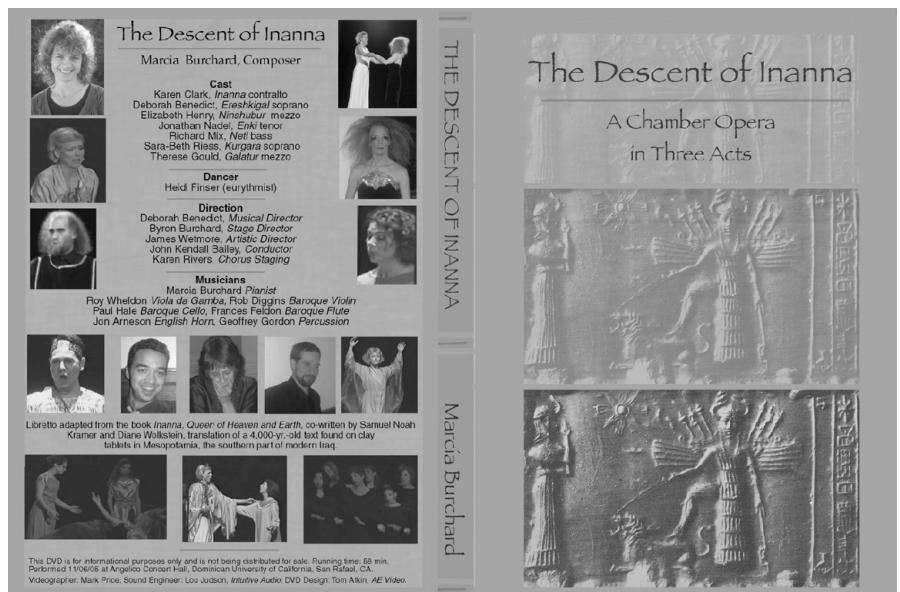 The Descent of Inanna
Marcia Burchard, Composer
Cast
Karen Clark, Inanna contralto
Deborah Benedict, Ereshkigal soprano
Elizabeth Henry, Ninshubur mezzo
Jonathan Nadel, Enki tenor
Richard Mix, Neti bass
Sara-Beth Riess, Kurgara soprano
Therese Gould, Galatur mezzo
Dancer
Heidi Finser (eurythmist)
Direction
Deborah Benedict, Musical Director
Byron Burchard, Stage Director
James Wetmore, Artistic Director
John Kendall Bailey, Conductor
Karen Rivers, Chorus Staging
Musicians
Marcia Burchard Pianist
Roy Wheldon Viola da Gamba, Rob Diggins Baroque Violin
Paul Hale Baroque Cello, Frances Feldon Baroque Flute
Jon Arneson English Horn, Geoffrey Gordon Percussion
Libretto adapted from the book Inanna, Queen of Heaven and Earth, co-written by Samuel Noah
Kramer and Diane Wolkstein, translation of a 4,000-yr.-old text found on clay
tablets in Mesopotamia, the southern part of modern Iraq.
This DVD is for informational purposes only and is not being distributed for sale. Running time: 58 min.
Performed 11/06/05 at Angelico Concert Hall, Dominican University of California, San Rafael, CA.
Videographer: Mark Price; Sound Engineer: Lou Judson, Intuitive Audio. DVD Design: Tom Atkin, AE Video.
THE DESCENT OF INANNA
Marcia Burchard
The Descent of Inanna
A Chamber Opera
in Three Acts